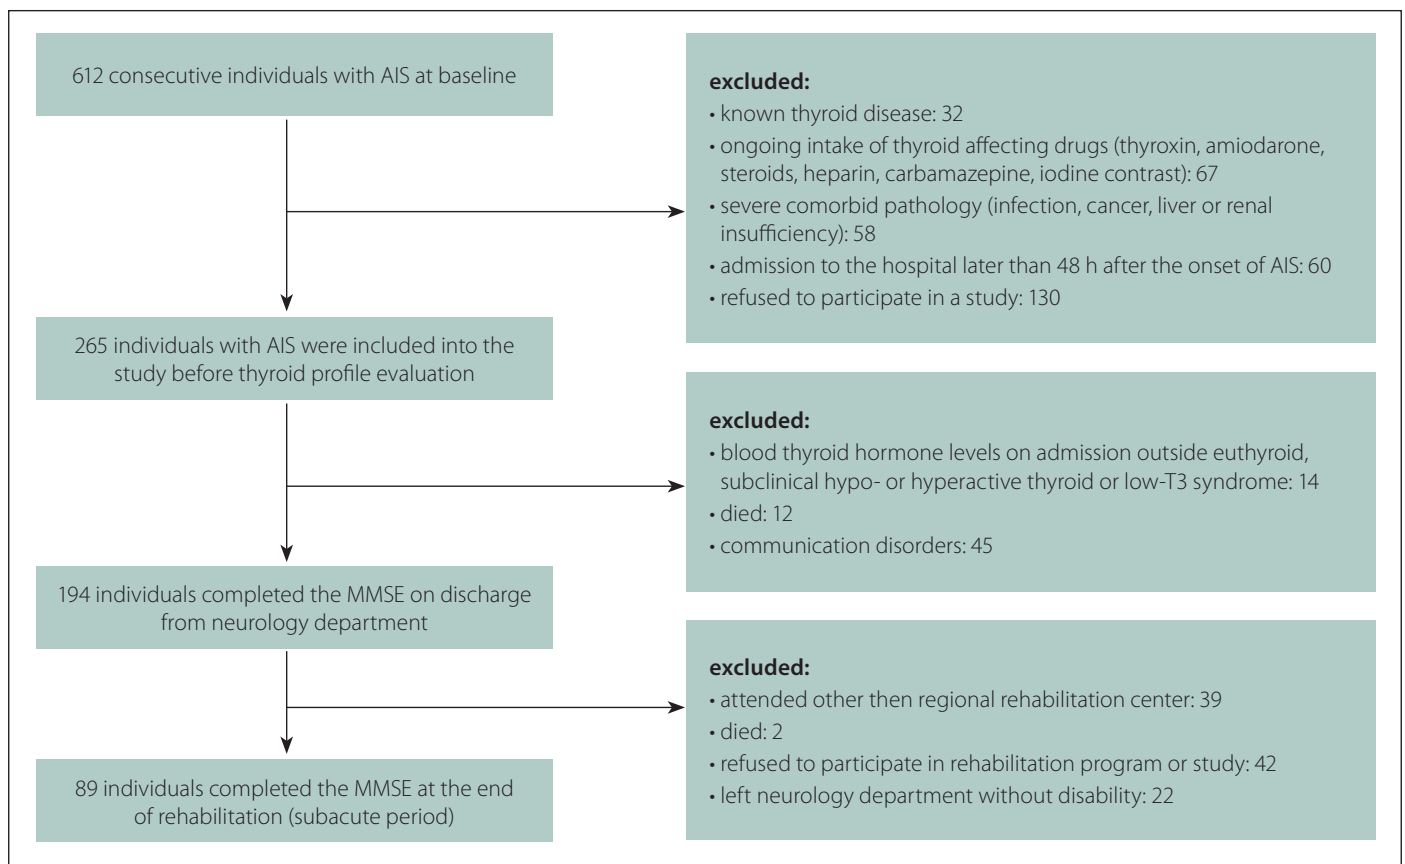 612 consecutive individuals with AIS at baseline
excluded:
• known thyroid disease: 32
• ongoing intake of thyroid affecting drugs (thyroxin, amiodarone,
steroids, heparin, carbamazepine, iodine contrast): 67
• severe comorbid pathology (infection, cancer, liver or renal
insufficiency): 58
• admission to the hospital later than 48 h after the onset of AIS: 60
• refused to participate in a study: 130
265 individuals with AIS were included into the
study before thyroid profile evaluation
excluded:
• blood thyroid hormone levels on admission outside euthyroid,
subclinical hypo- or hyperactive thyroid or low-T3 syndrome: 14
• died: 12
• communication disorders: 45
194 individuals completed the MMSE on discharge
from neurology department
excluded:
• attended other then regional rehabilitation center: 39
• died: 2
• refused to participate in rehabilitation program or study: 42
• left neurology department without disability: 22
89 individuals completed the MMSE at the end
of rehabilitation (subacute period)